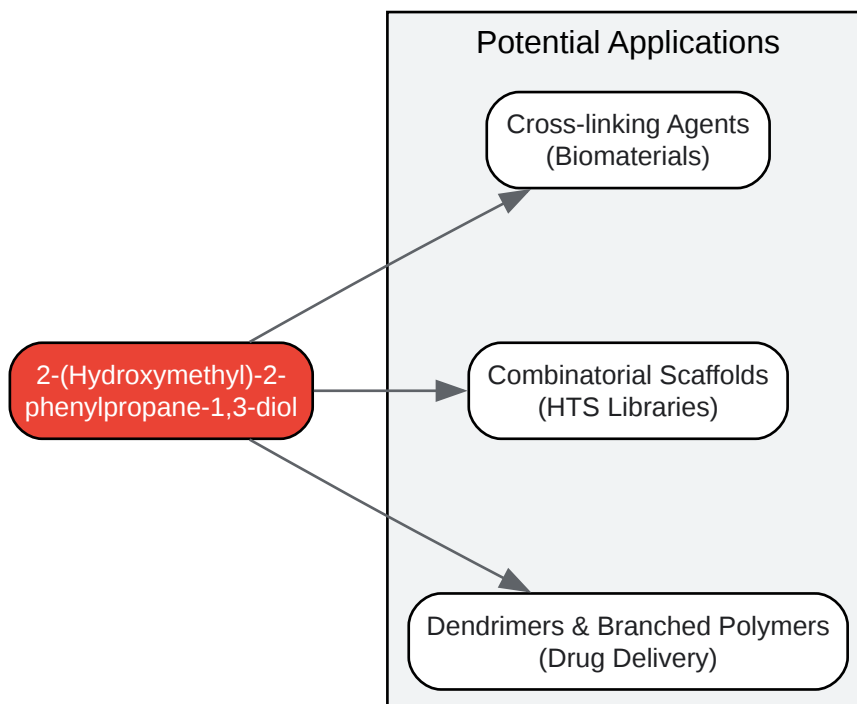 Potential Applications
Cross-linking Agents
(Biomaterials)
2-(Hydroxymethyl)-2-
phenylpropane-1,3-diol
Combinatorial Scaffolds
(HTS Libraries)
Dendrimers & Branched Polymers
(Drug Delivery)